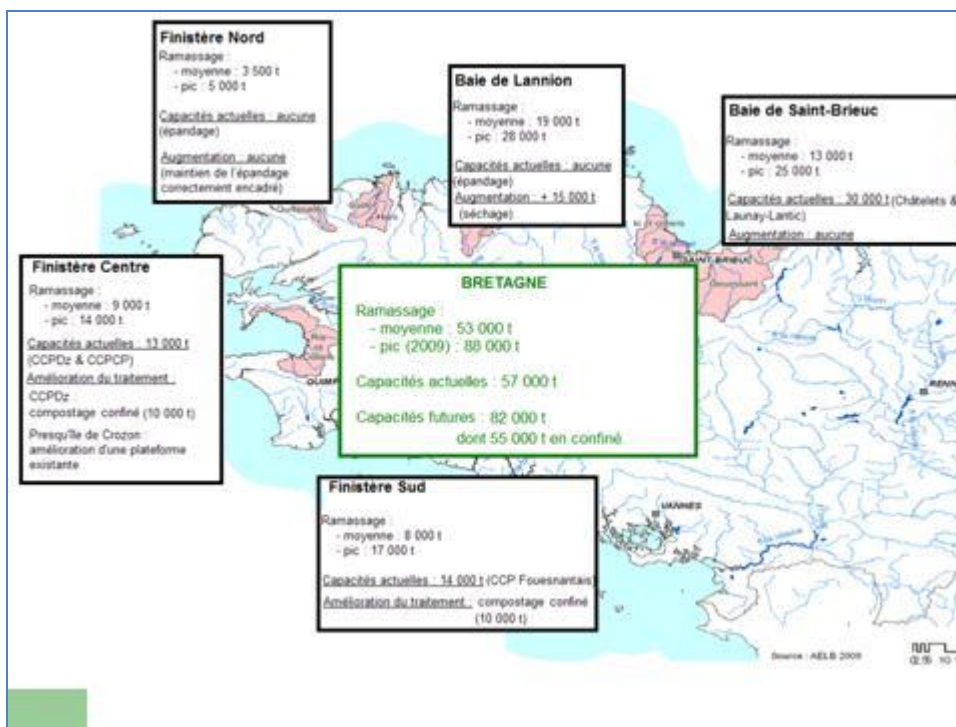 Finistère Nord
Ramassage :
- moyenne : 3 500 t
- pic : 5 000 t
Capacités actuelles : aucune
(épandage)
Augmentation : aucune
(maintien de l'épandage
correctement encadré)
Baie de Lannion
Ramassage :
- moyenne : 19 000 t
- pic : 28 000 t
Capacités actuelles : aucune
(épandage)
Augmentation : + 15 000 t
(séchage)
Baie de Saint-Brieuc
Ramassage :
- moyenne : 13 000 t
- pic : 25 000 t
Capacités actuelles : 30 000 t (Châtelets &
Launay-Lantic)
Augmentation : aucune
SAINT-BRIEUC
Finistère Centre
Ramassage :
- moyenne : 9 000 t
- pic : 14 000 t
Capacités actuelles : 13 000 t
(CCPDz & CCPCP)
Amélioration du traitement :
CCPDz :
compostage confiné (10 000 t)
Presqu'île de Crozon :
amélioration d'une plateforme
existante
QUIMP
BRETAGNE
Ramassage :
- moyenne : 53 000 t
- pic (2009) : 88 000 t
Capacités actuelles : 57 000 t
Capacités futures : 82 000 t
dont 55 000 t en confiné
RENN
Finistère Sud
Ramassage :
- moyenne : 8 000 t
- pic : 17 000 t
Capacités actuelles : 14 000 t (CCP Fouesnantais)
Amélioration du traitement : compostage confiné
(10 000 t)
VANNES
Source : AELB 2009